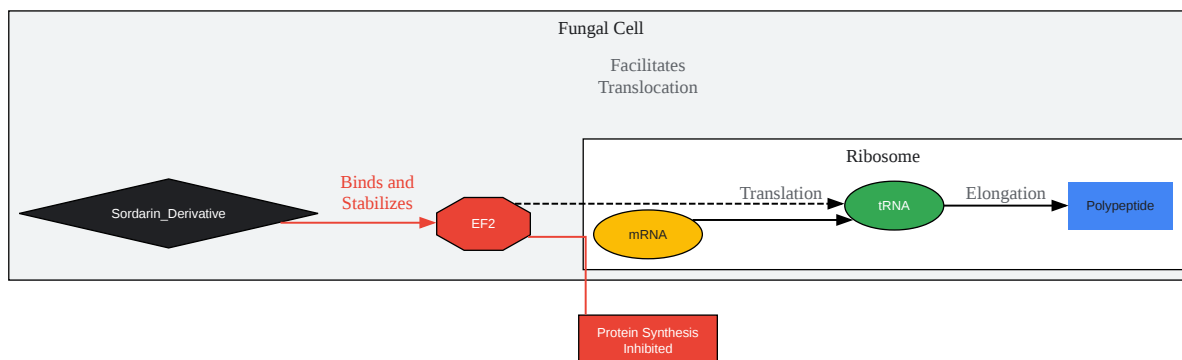 Fungal Cell
Facilitates
Translocation
Ribosome
Binds and
Stabilizes
Translation
Elongation
Sordarin_Derivative
EF2
mRNA
tRNA
Polypeptide
Protein Synthesis
Inhibited